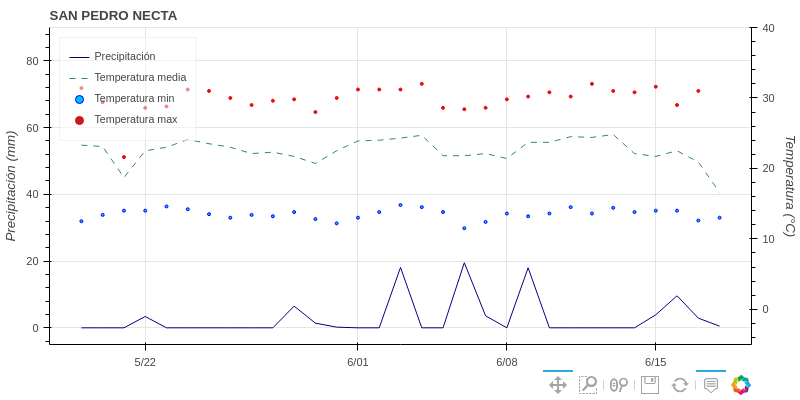 SAN PEDRO NECTA
Precipitación
Temperatura media
Temperatura min
Temperatura max
Precipitación (mm)
80
60
40
20
0
40
30
20
10
0
Temperatura (°C)
5/22 6/01 6/08 6/15